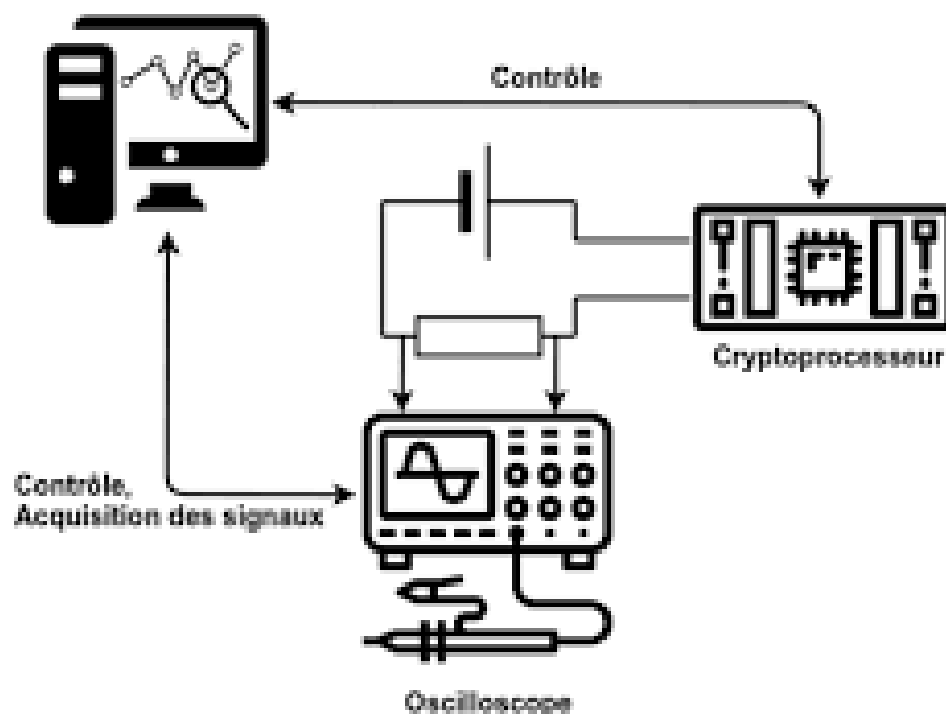 Contrôle
Cryptoprocesseur
Contrôle,
Acquisition des signaux
Oscilloscope